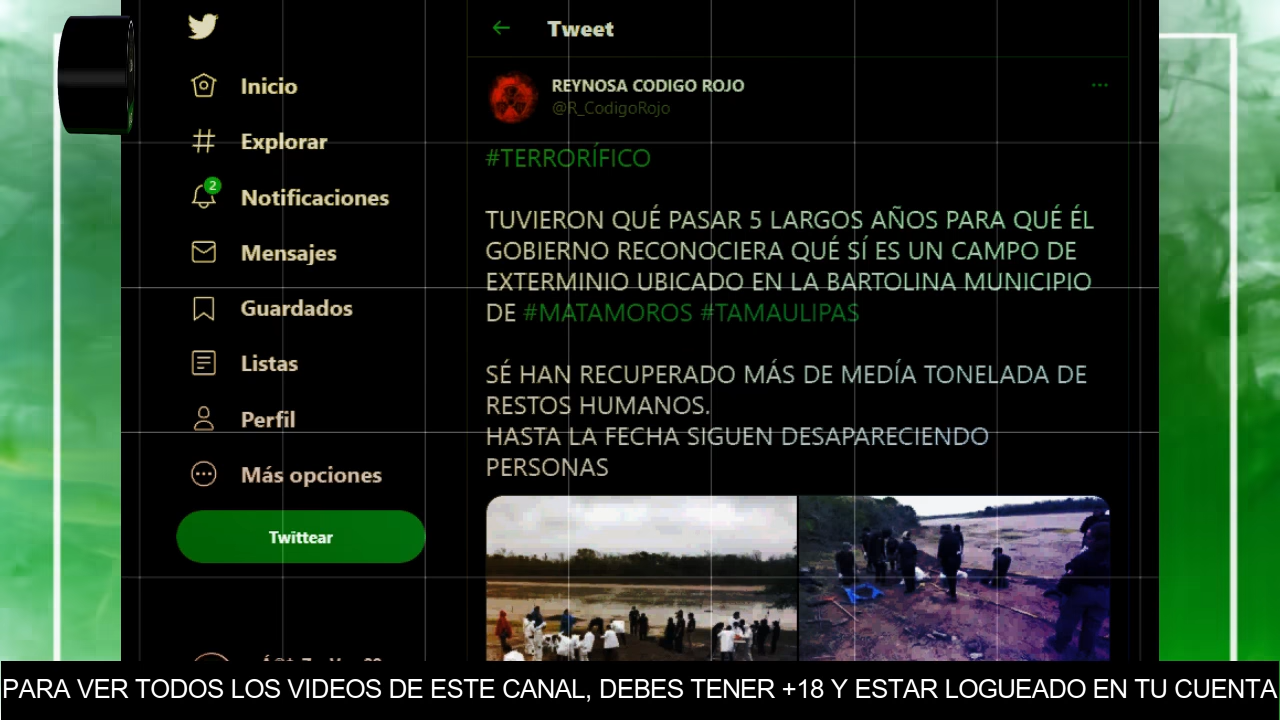 Tweet
Inicio
Explorar
2
Notificaciones
Mensajes
Guardados
Listas
Perfil
Más opciones
Twittear
REYNOSA CODIGO ROJO
@R_CodigoRojo
#TERRORÍFICO
TUVIERON QUÉ PASAR 5 LARGOS AÑOS PARA QUÉ ÉL
GOBIERNO RECONOCIERA QUÉ SÍ ES UN CAMPO DE
EXTERMINIO UBICADO EN LA BARTOLINA MUNICIPIO
DE #MATAMOROS #TAMAULIPAS
SÉ HAN RECUPERADO MÁS DE MEDÍA TONELADA DE
RESTOS HUMANOS.
HASTA LA FECHA SIGUEN DESAPARECIENDO
PERSONAS
PARA VER TODOS LOS VIDEOS DE ESTE CANAL, DEBES TENER +18 Y ESTAR LOGUEADO EN TU CUENTA